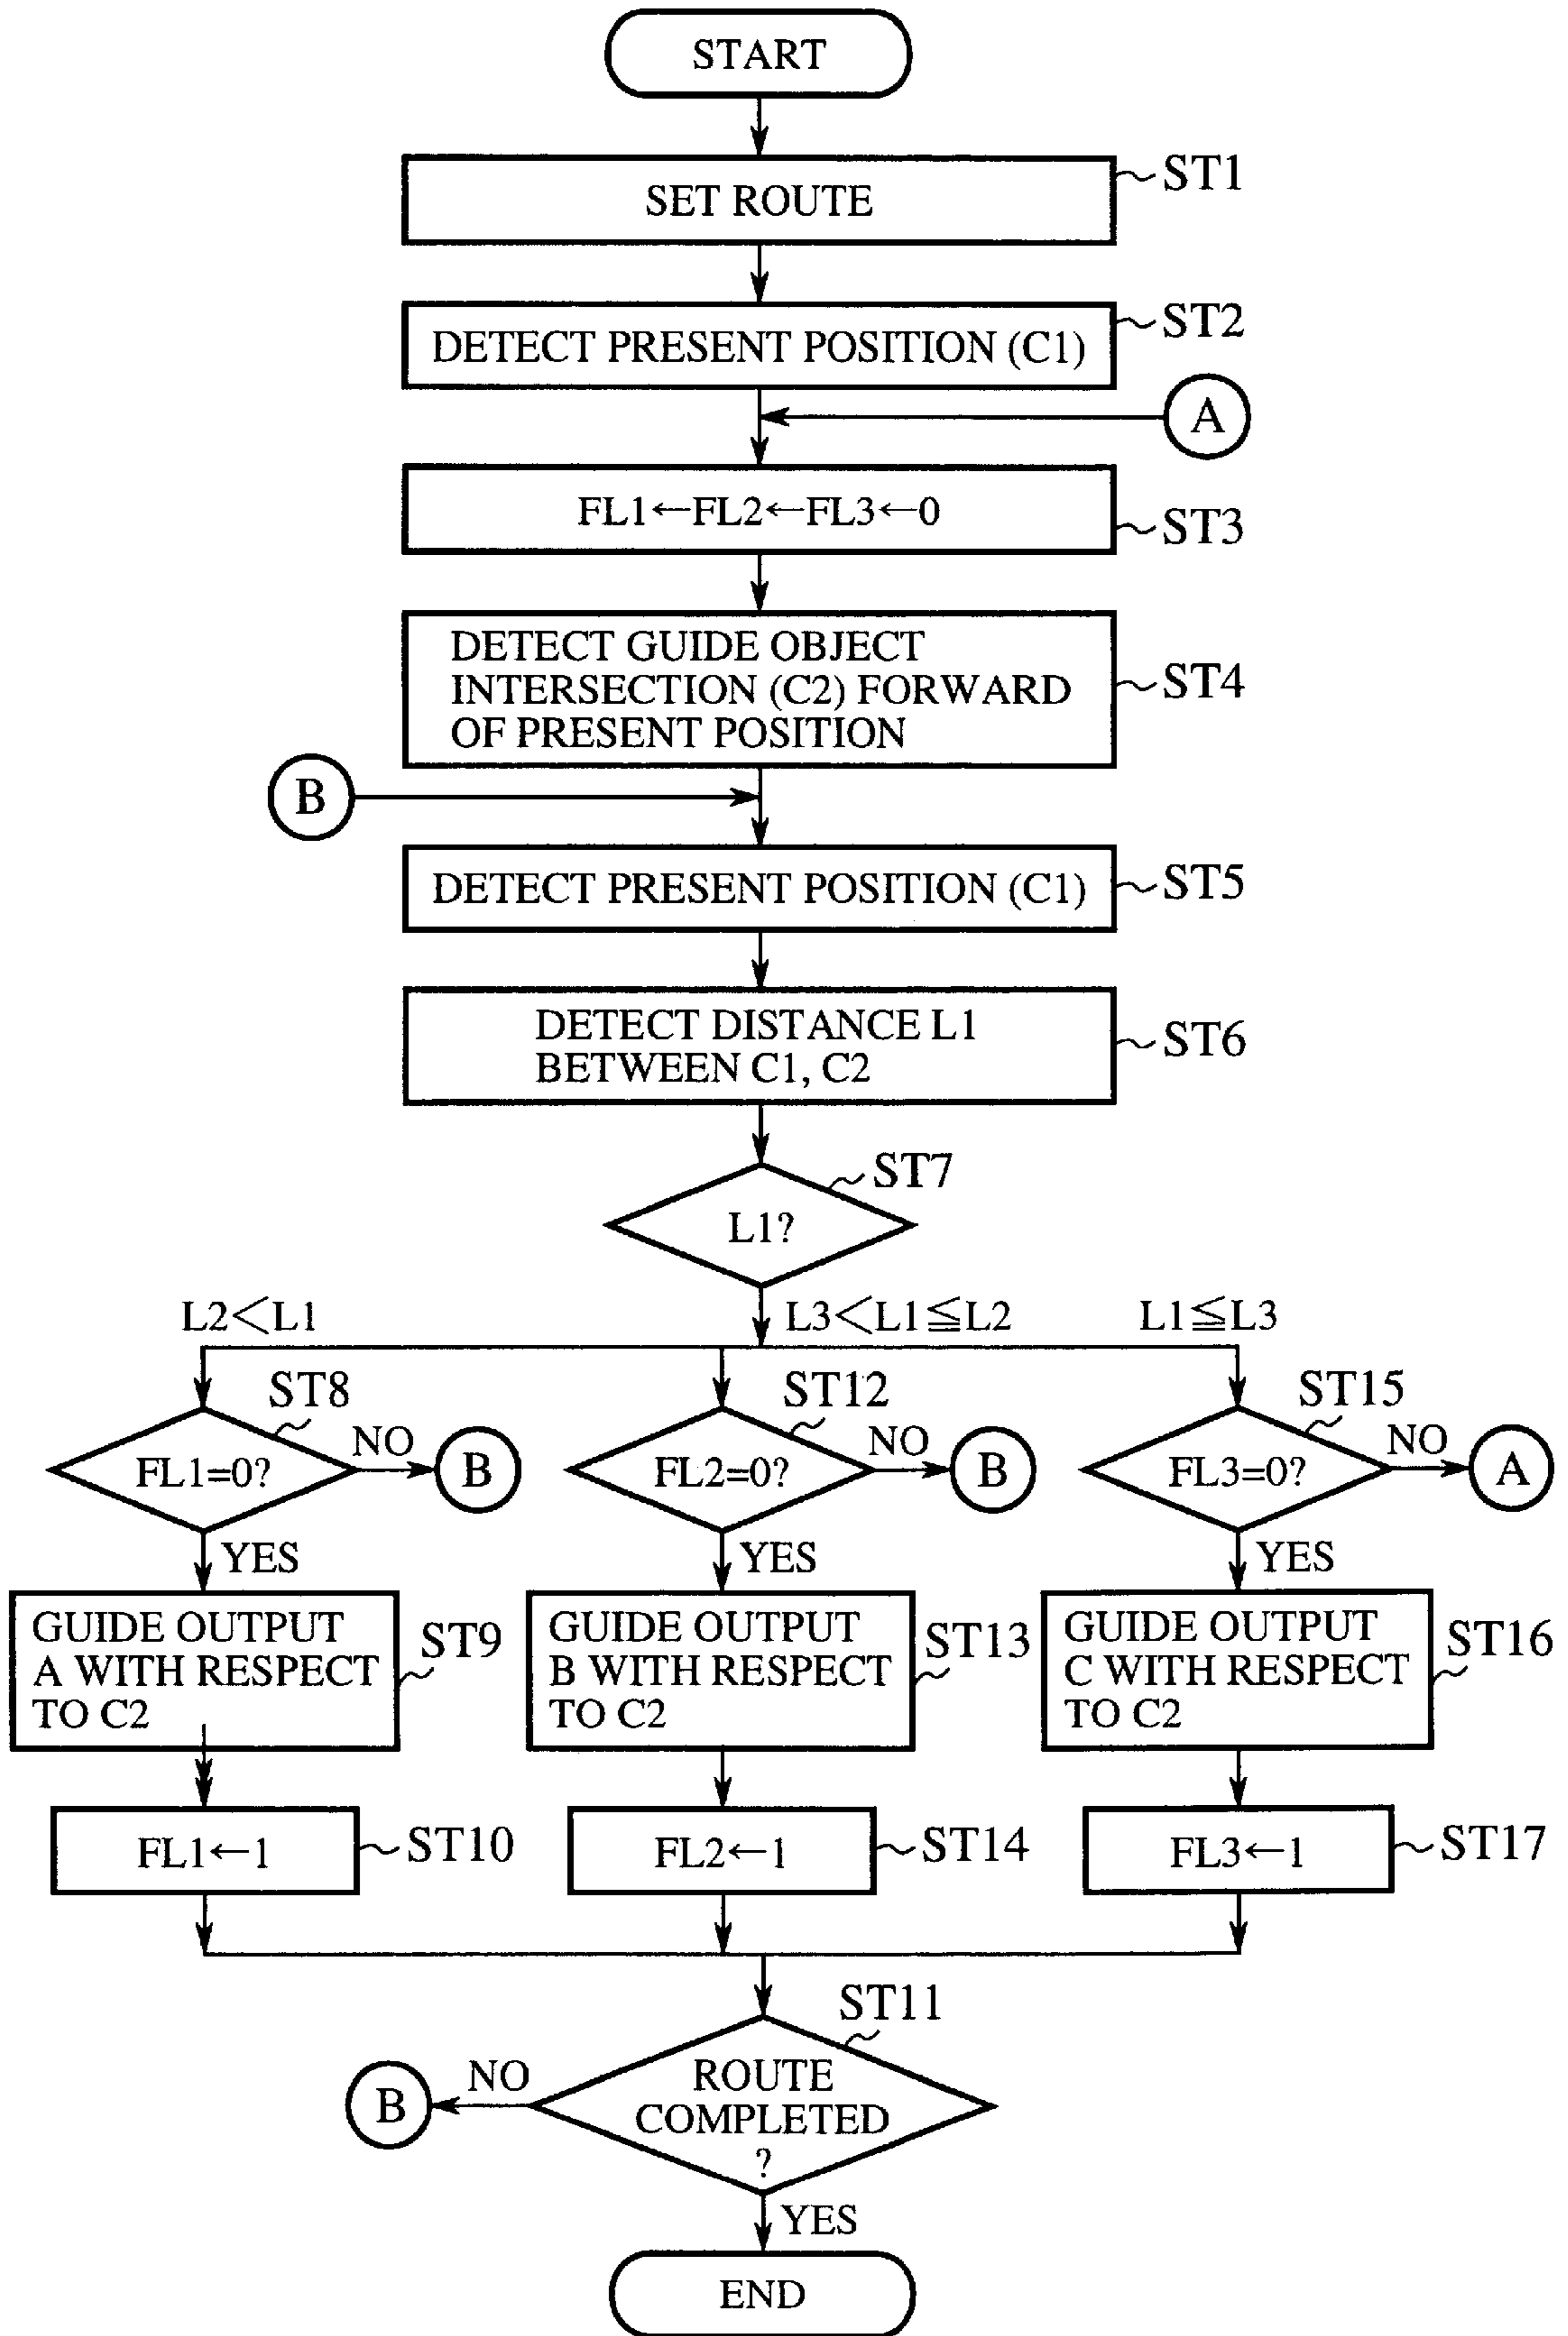 START
SET ROUTE
ST1
DETECT PRESENT POSITION (C1)
ST2
A
FL1←FL2←FL3←0
ST3
DETECT GUIDE OBJECT
INTERSECTION (C2) FORWARD
OF PRESENT POSITION
ST4
B
DETECT PRESENT POSITION (C1)
ST5
DETECT DISTANCE L1
BETWEEN C1, C2
ST6
ST7
L1?
L2<L1
L3<L1≦L2
L1≦L3
ST8
FL1=0?
NO
B
ST12
FL2=0?
NO
B
ST15
FL3=0?
NO
A
YES
YES
YES
GUIDE OUTPUT
A WITH RESPECT
TO C2
ST9
GUIDE OUTPUT
B WITH RESPECT
TO C2
ST13
GUIDE OUTPUT
C WITH RESPECT
TO C2
ST16
FL1←1
ST10
FL2←1
ST14
FL3←1
ST17
ST11
ROUTE
COMPLETED
?
NO
B
YES
END